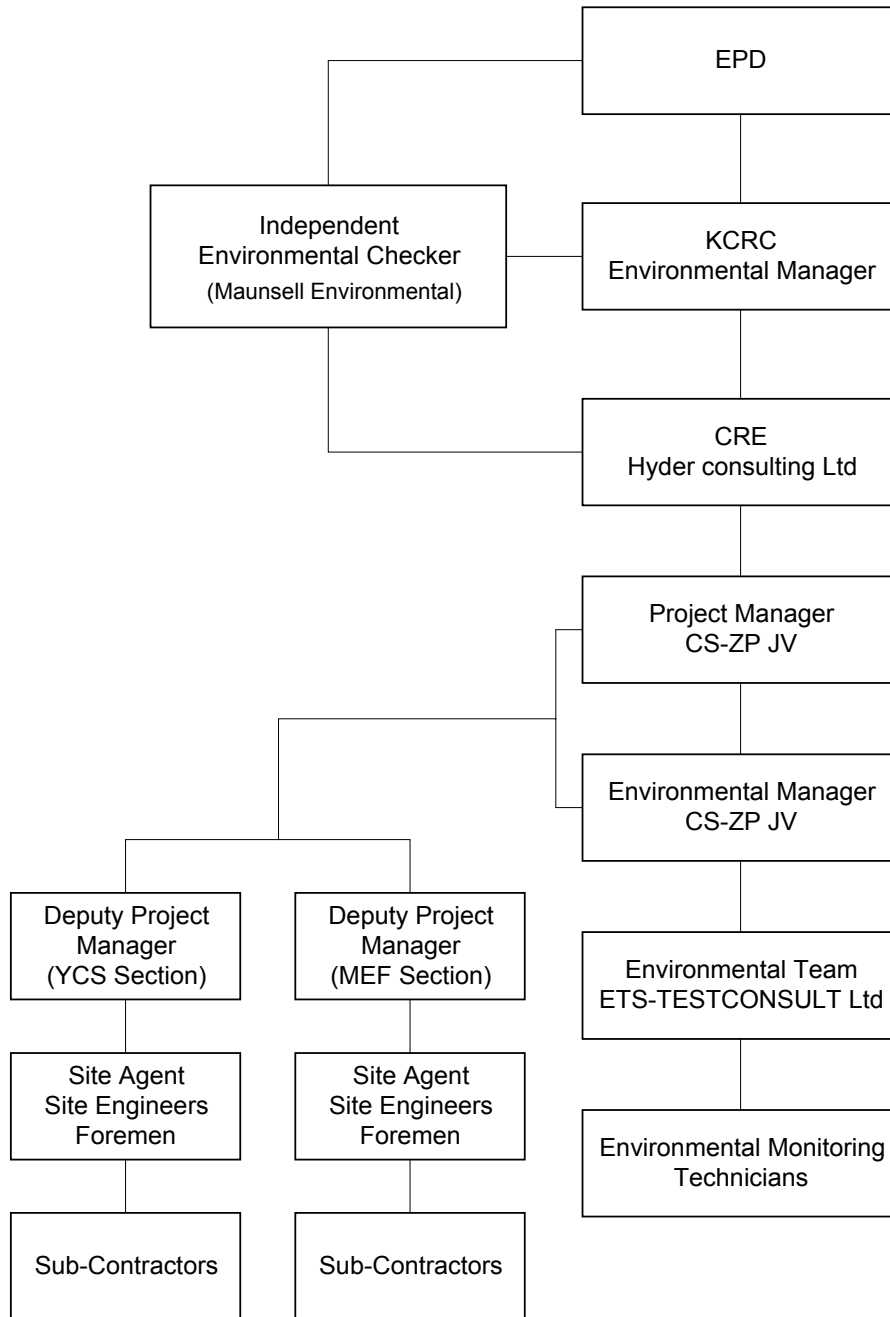 EPD
Independent
Environmental Checker
(Maunsell Environmental)
KCRC
Environmental Manager
CRE
Hyder consulting Ltd
Project Manager
CS-ZP JV
Environmental Manager
CS-ZP JV
Deputy Project
Manager
(YCS Section)
Deputy Project
Manager
(MEF Section)
Environmental Team
ETS-TESTCONSULT Ltd
Site Agent
Site Engineers
Foremen
Site Agent
Site Engineers
Foremen
Environmental Monitoring
Technicians
Sub-Contractors
Sub-Contractors